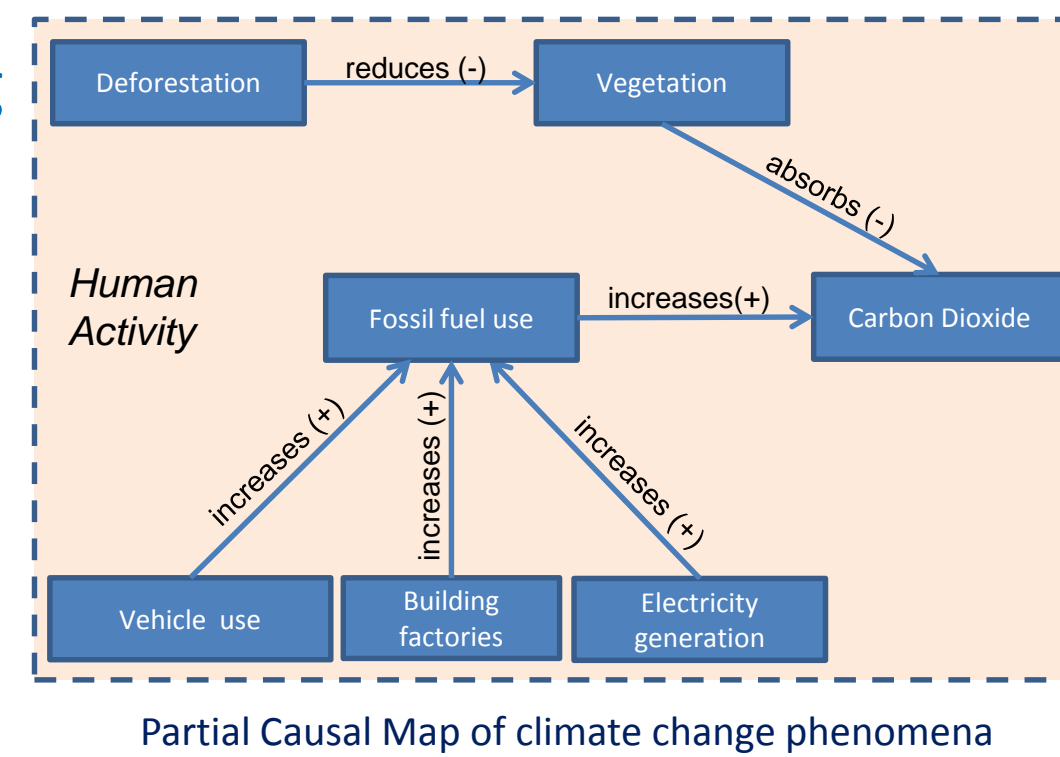 Deforestation
reduces (-)
Vegetation
absorbs (-)
Human
Activity
Fossil fuel use
increases(+)
Carbon Dioxide
increases (+)
increases (+)
increases (+)
Vehicle use
Building
factories
Electricity
generation
Partial Causal Map of climate change phenomena